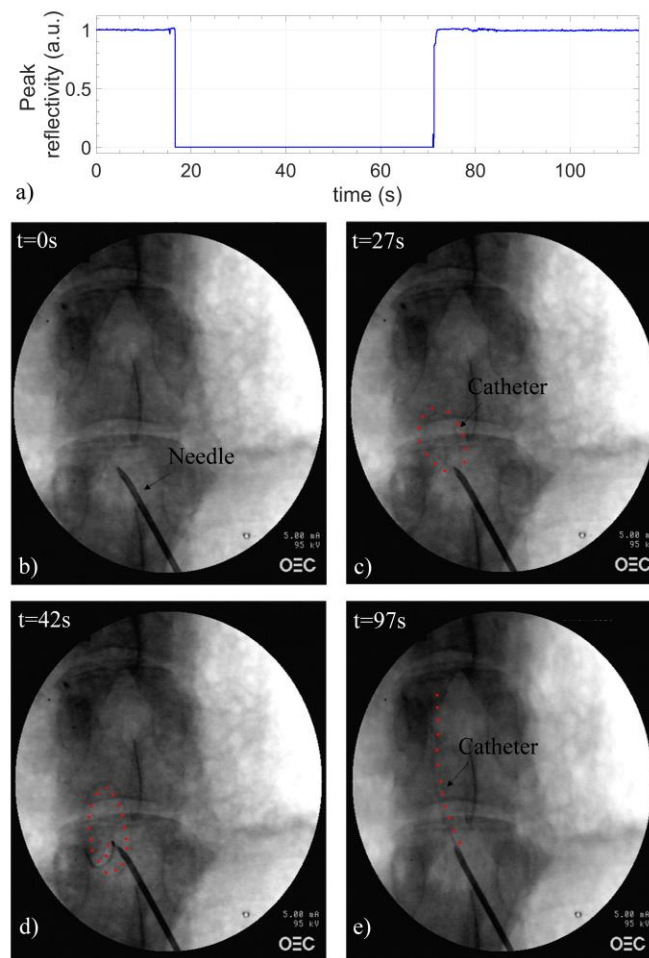 1
0.5
0
Peak
reflectivity (a.u.)
0 20 40 60 80 100
time (s)
a)
t=0s
Needle
5.00 mA
95 kV
OEC
b)
t=27s
Catheter
5.00 mA
95 kV
OEC
c)
t=42s
5.00 mA
95 kV
OEC
d)
t=97s
Catheter
5.00 mA
95 kV
OEC
e)